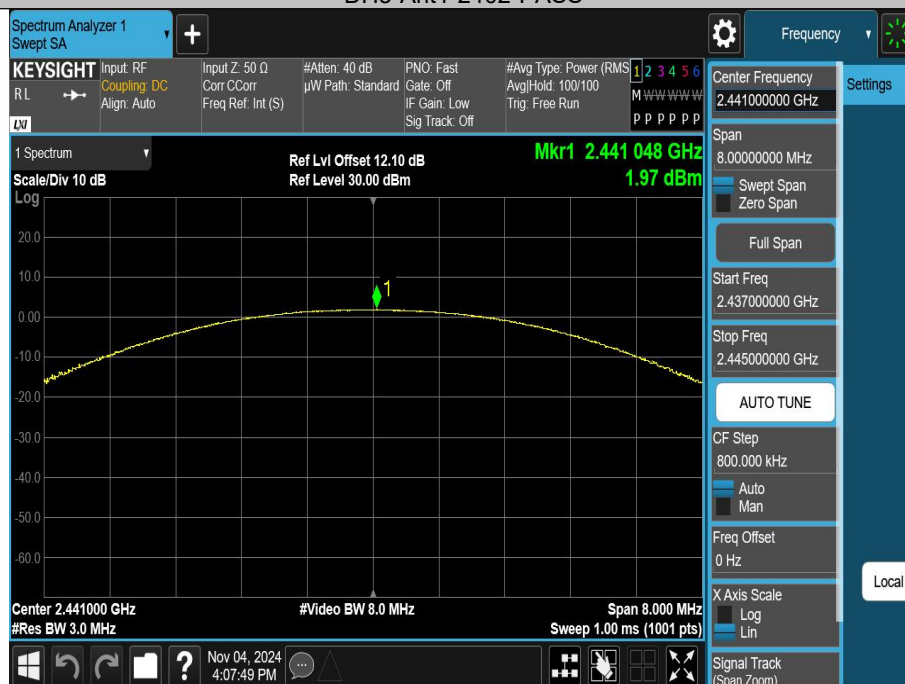 Spectrum Analyzer 1
Swept SA
+
Frequency
KEYSIGHT
RL
LXI
Input: RF
Coupling: DC
Align: Auto
Input Z: 50 Ω
Corr CCorr
Freq Ref: Int (S)
#Atten: 40 dB
µW Path: Standard
PNO: Fast
Gate: Off
IF Gain: Low
Sig Track: Off
#Avg Type: Power (RMS
Avg|Hold: 100/100
Trig: Free Run
1 2 3 4 5 6
M W W W W W
P P P P P P
1 Spectrum
Scale/Div 10 dB
Log
Ref Lvl Offset 12.10 dB
Ref Level 30.00 dBm
Mkr1 2.441 048 GHz
1.97 dBm
20.0
10.0
0.00
-10.0
-20.0
-30.0
-40.0
-50.0
-60.0
1
Center 2.441000 GHz
#Res BW 3.0 MHz
#Video BW 8.0 MHz
Span 8.000 MHz
Sweep 1.00 ms (1001 pts)
?
Nov 04, 2024
4:07:49 PM
Center Frequency
2.441000000 GHz
Span
8.00000000 MHz
Swept Span
Zero Span
Full Span
Start Freq
2.437000000 GHz
Stop Freq
2.445000000 GHz
AUTO TUNE
CF Step
800.000 kHz
Auto
Man
Freq Offset
0 Hz
X Axis Scale
Log
Lin
Signal Track
(Span Zoom)
Settings
Local